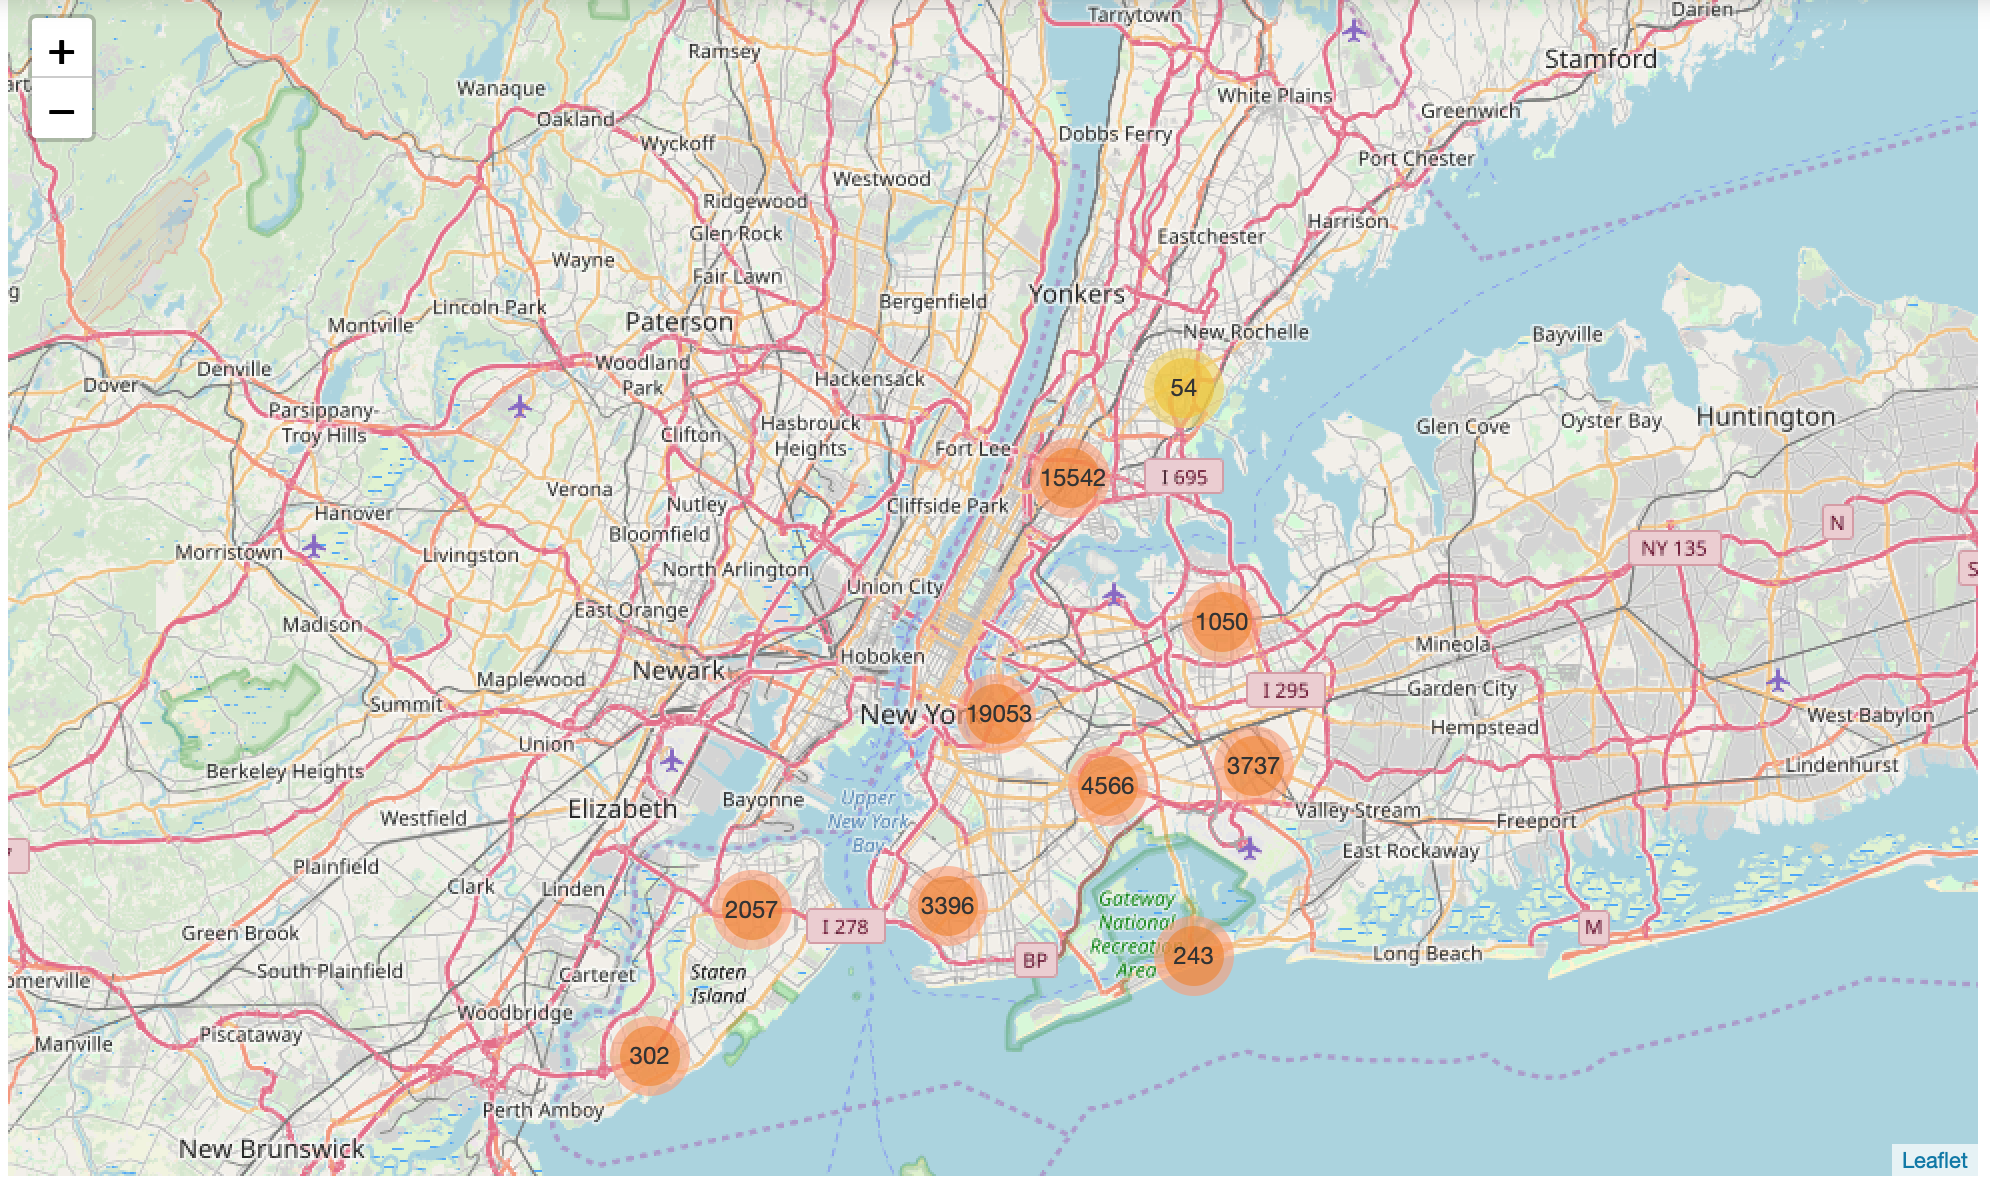 +
−
Tarrytown
Darien
Ramsey
Stamford
Wanaque
White Plains
Greenwich
Oakland
Dobbs Ferry
Wyckoff
Port Chester
Westwood
Ridgewood
Harrison
Glen Rock
Eastchester
Wayne
Fair Lawn
g
Yonkers
Bergenfield
Lincoln Park
Montville
Paterson
New Rochelle
Bayville
Woodland
Park
Denville
Dover
Hackensack
54
Parsippany-
Troy Hills
Hasbrouck
Heights
Clifton
Glen Cove
Oyster Bay
Huntington
Fort Lee
15542
I 695
Verona
Nutley
Cliffside Park
Hanover
N
Bloomfield
NY 135
Morristown
Livingston
North Arlington
S
Union City
East Orange
Madison
1050
Mineola
Hoboken
Newark
Maplewood
I 295
Garden City
Summit
New Yor
19053
West Babylon
Hempstead
Union
Berkeley Heights
3737
Lindenhurst
4566
Elizabeth
Bayonne
Upper
New York
Bay
Valley Stream
Westfield
Freeport
East Rockaway
Plainfield
Clark
Linden
Gateway
National
Recreatio
Area
2057
3396
I 278
M
Green Brook
Long Beach
243
BP
South Plainfield
omerville
Carteret
Staten
Island
Woodbridge
Piscataway
Manville
302
Perth Amboy
New Brunswick
Leaflet